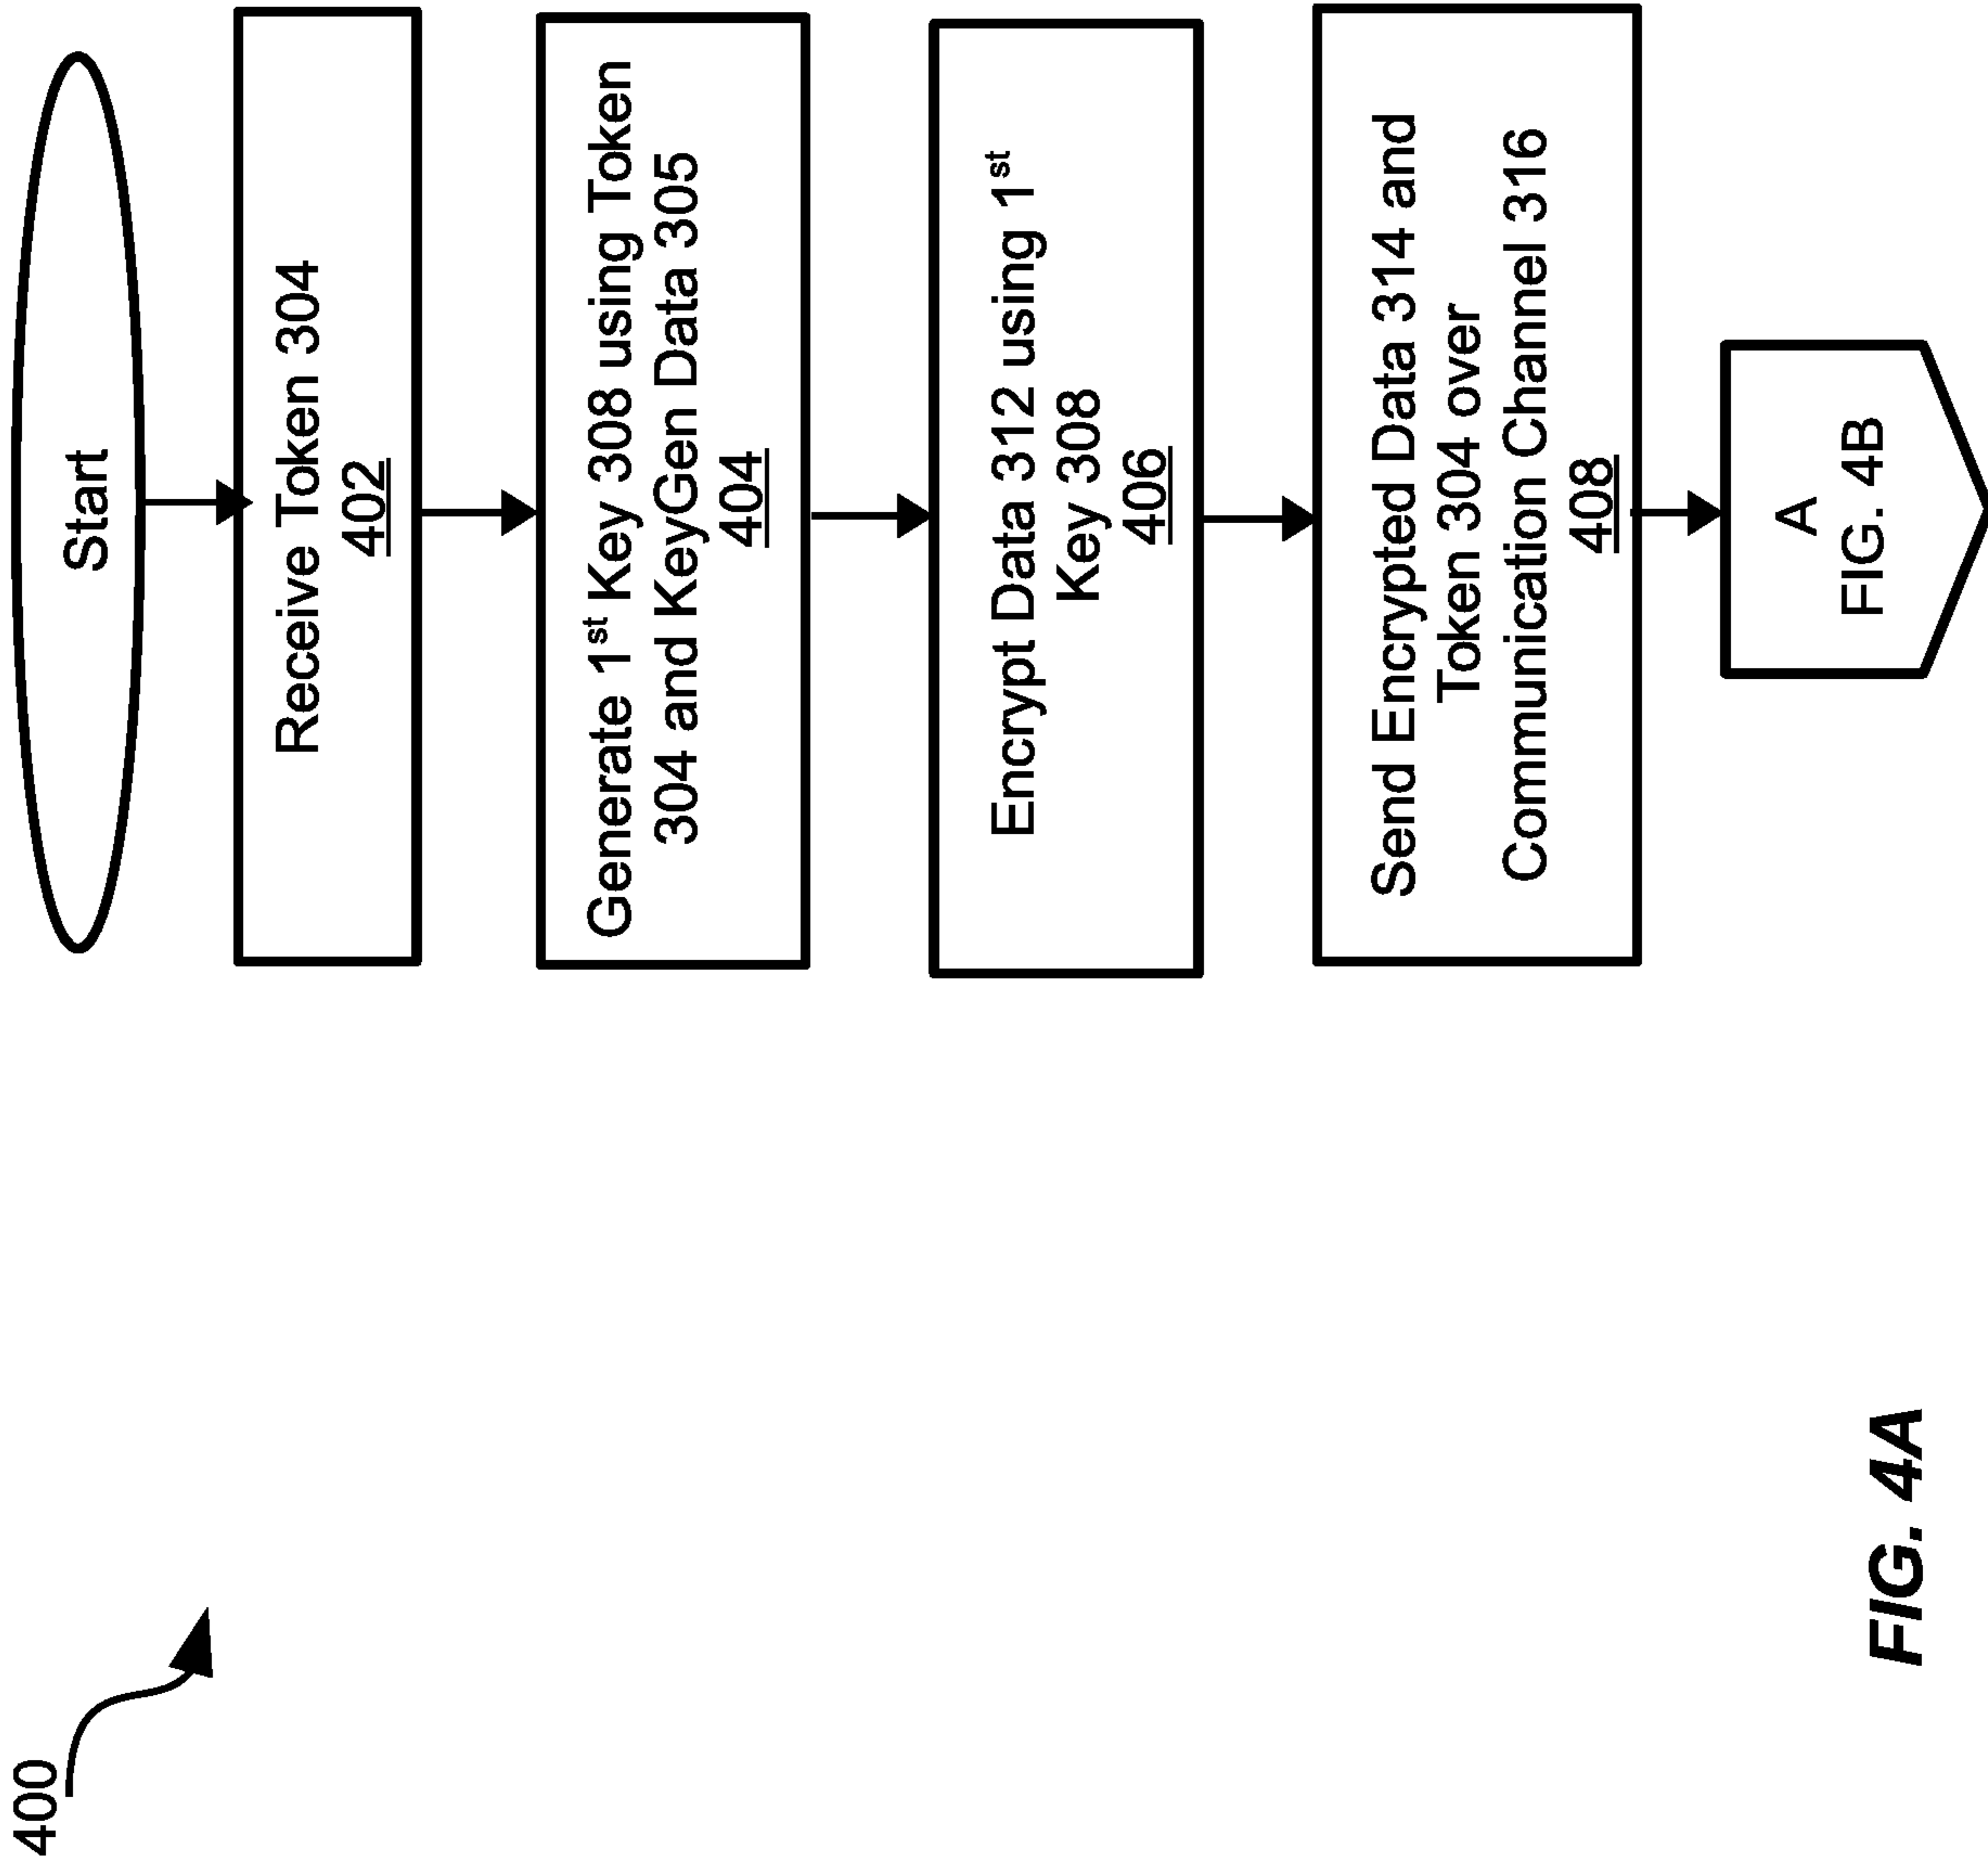 400
Start
Receive Token 304
402
Generate 1st Key 308 using Token
304 and KeyGen Data 305
404
Encrypt Data 312 using 1st
Key 308
406
Send Encrypted Data 314 and
Token 304 over
Communication Channel 316
408
A
FIG. 4B
FIG. 4A